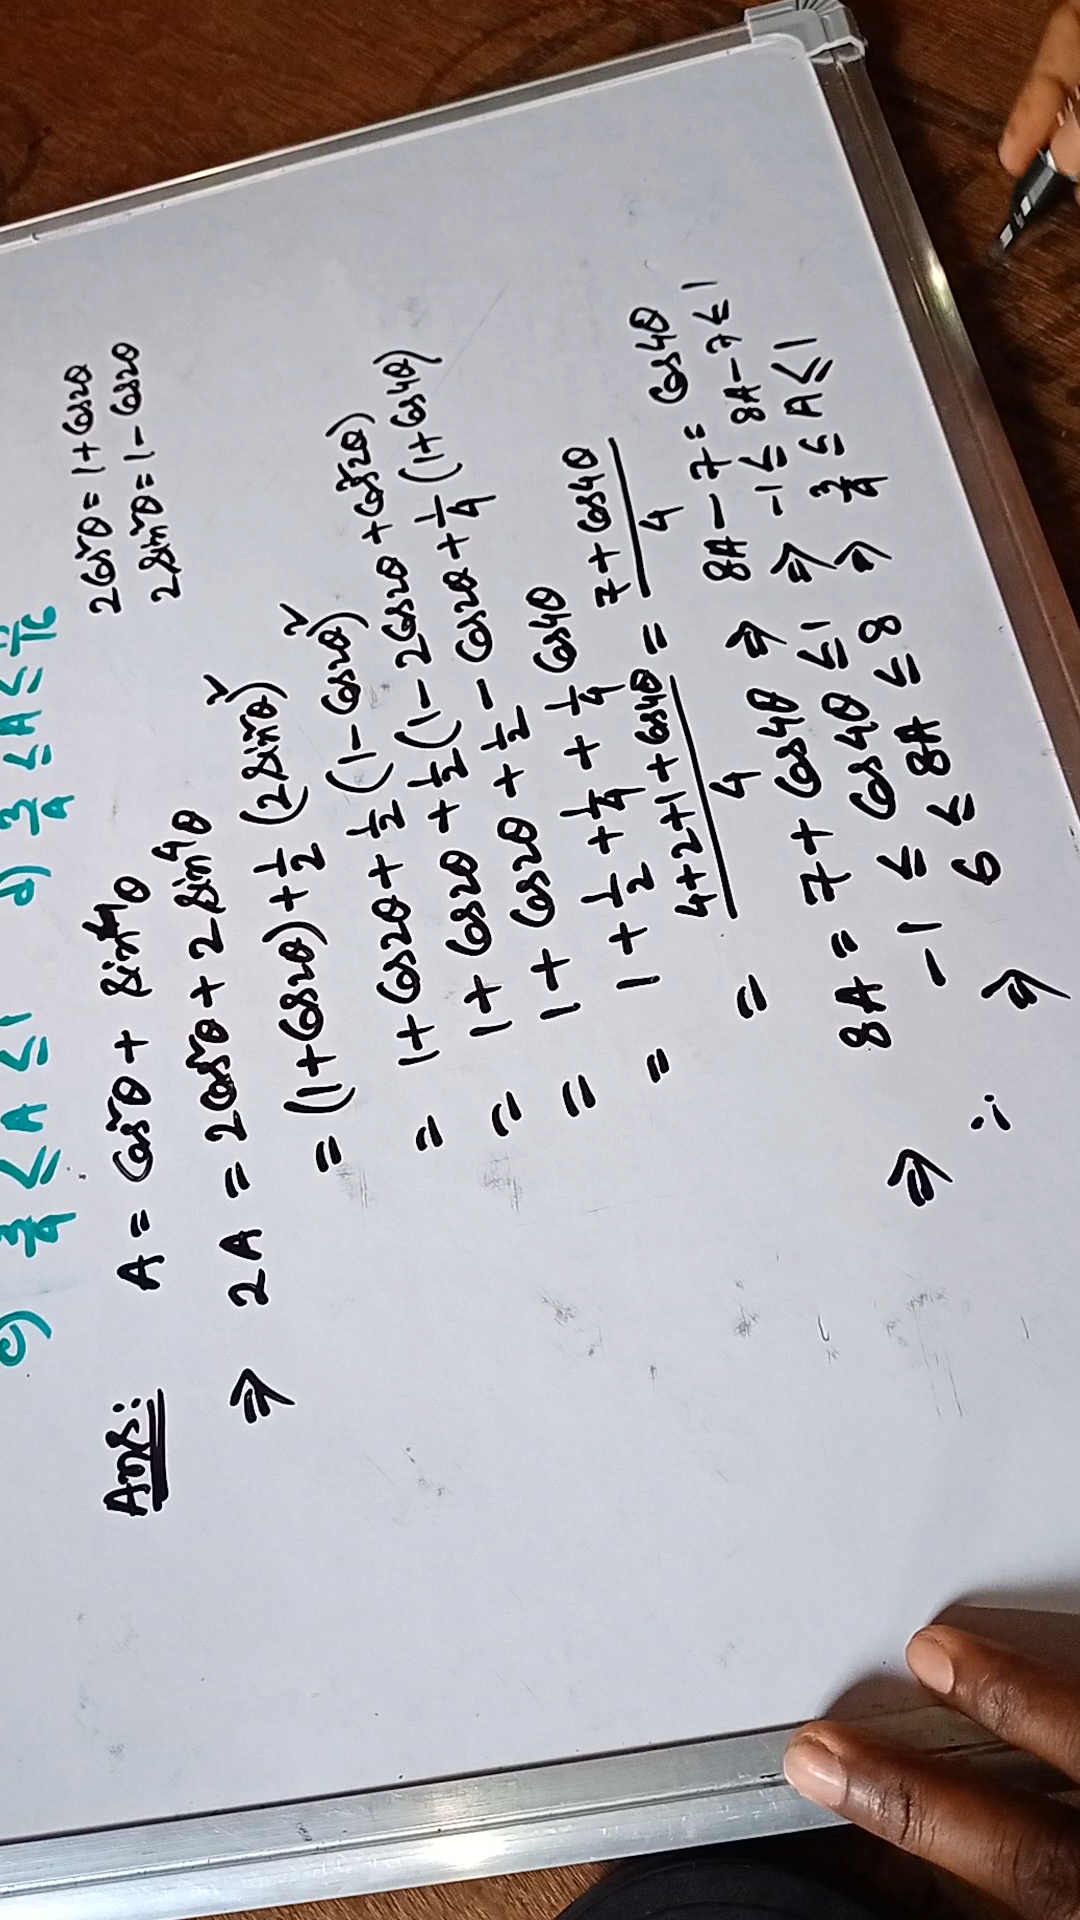 c) 3/4 ≤ A ≤ 1 d) 3/4 ≤ A ≤ 13/16
2cos²θ = 1 + cos2θ
2sin²θ = 1 - cos2θ
Ans: A = cos²θ + sin⁴θ
⇒ 2A = 2cos²θ + 2sin⁴θ
= (1 + cos2θ) + 1/2 (2sin²θ)²
= 1 + cos2θ + 1/2 (1 - cos2θ)²
= 1 + cos2θ + 1/2 (1 - 2cos2θ + cos²2θ)
= 1 + cos2θ + 1/2 - cos2θ + 1/4 (1 + cos4θ)
= 1 + 1/2 + 1/4 + 1/4 cos4θ
= (4+2+1+cos4θ)/4 = (7 + cos4θ)/4
⇒ 8A = 7 + cos4θ ⇒ 8A - 7 = cos4θ
∴ -1 ≤ cos4θ ≤ 1 ⇒ -1 ≤ 8A - 7 ≤ 1
⇒ 6 ≤ 8A ≤ 8 ⇒ 3/4 ≤ A ≤ 1